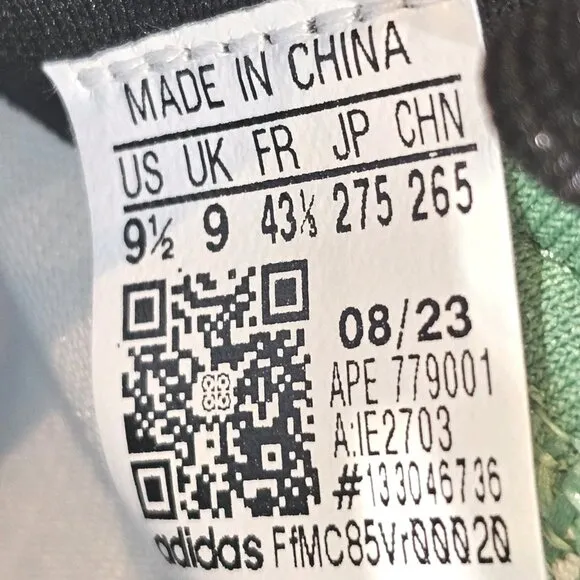 MADE IN CHINA
US UK FR JP CHN
9½ 9 43⅓ 275 265
08/23
APE 779001
A:IE2703
#133046736
adidas FfMC85Vr00020